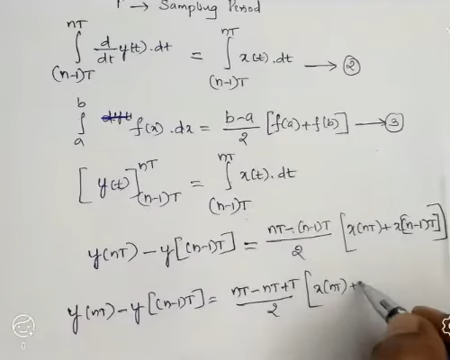 T → Sampling Period
∫_{(n-1)T}^{nT} d/dt y(t).dt = ∫_{(n-1)T}^{nT} x(t).dt → ②
∫_{a}^{b} f(x).dx = b-a/2 [f(a)+f(b)] → ③
[y(t)]_{(n-1)T}^{nT} = ∫_{(n-1)T}^{nT} x(t).dt
y(nT) - y[(n-1)T] = nT-(n-1)T/2 [x(nT)+x[(n-1)T]]
y(nT) - y[(n-1)T] = nT-nT+T/2 [x(nT)+